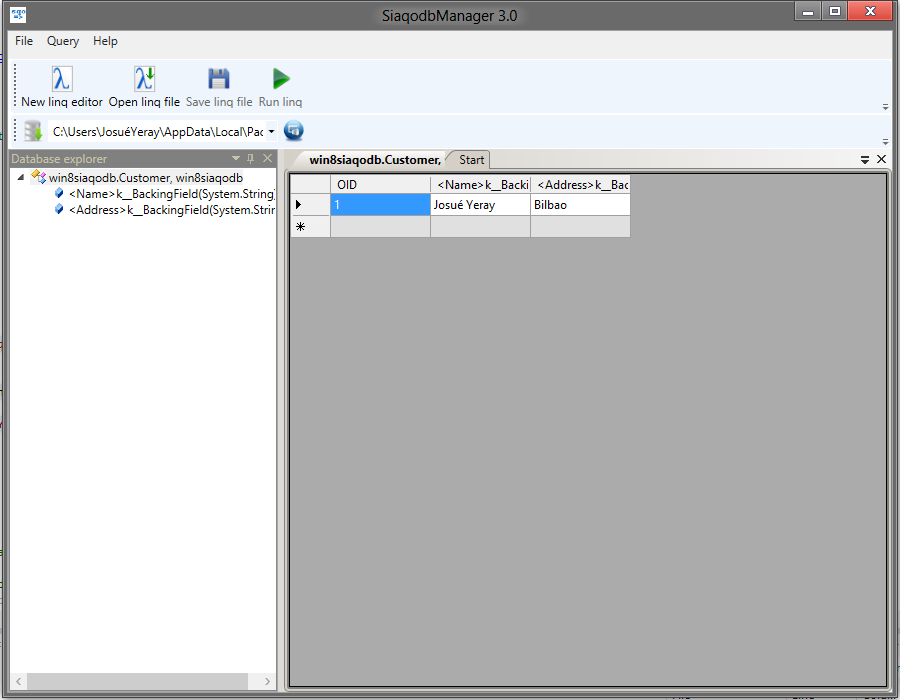 SiaqodbManager 3.0
File Query Help
New linq editor Open linq file Save linq file Run linq
C:\Users\JosuéYeray\AppData\Local\Pac
Database explorer
win8siaqodb.Customer, win8siaqodb
<Name>k__BackingField(System.String)
<Address>k__BackingField(System.Strin
win8siaqodb.Customer, Start
OID <Name>k__Backi <Address>k__Bac
1 Josué Yeray Bilbao